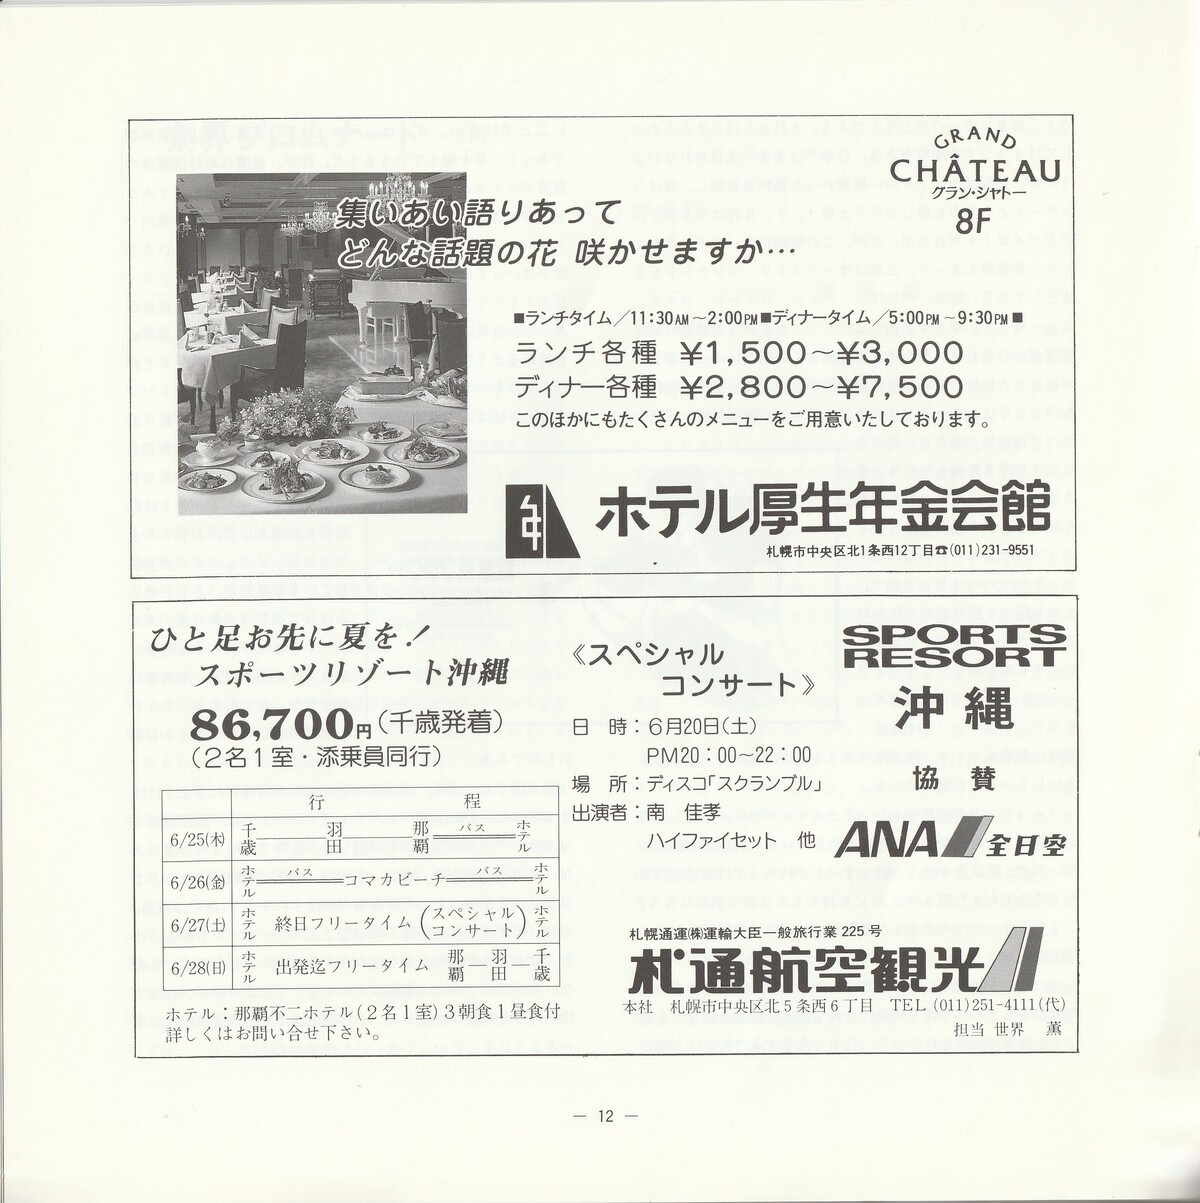 GRAND
CHÂTEAU
グラン・シャトー
8F
集いあい語りあって
どんな話題の花 咲かせますか…
■ランチタイム／11:30AM～2:00PM■ディナータイム／5:00PM～9:30PM■
ランチ各種 ¥1,500～¥3,000
ディナー各種 ¥2,800～¥7,500
このほかにもたくさんのメニューをご用意いたしております。
ホテル厚生年金会館
札幌市中央区北1条西12丁目☎(011)231-9551
ひと足お先に夏を！
スポーツリゾート沖縄
86,700円(千歳発着)
(2名1室・添乗員同行)
行 程
6/25(木) 千歳 羽田 那覇 バス ホテル
6/26(金) ホテル バス コマカビーチ バス ホテル
6/27(土) ホテル 終日フリータイム (スペシャルコンサート) ホテル
6/28(日) ホテル 出発迄フリータイム 那覇―羽田―千歳
ホテル：那覇不二ホテル(2名1室)3朝食1昼食付
詳しくはお問い合せ下さい。
《スペシャル
コンサート》
日 時：6月20日(土)
PM20：00～22：00
場 所：ディスコ「スクランブル」
出演者：南 佳孝
ハイファイセット 他
SPORTS
RESORT
沖縄
協 賛
ANA 全日空
札幌通運㈱運輸大臣一般旅行業 225 号
札通航空観光
本社 札幌市中央区北5条西6丁目 TEL (011)251-4111(代)
担当 世界 薫
― 12 ―